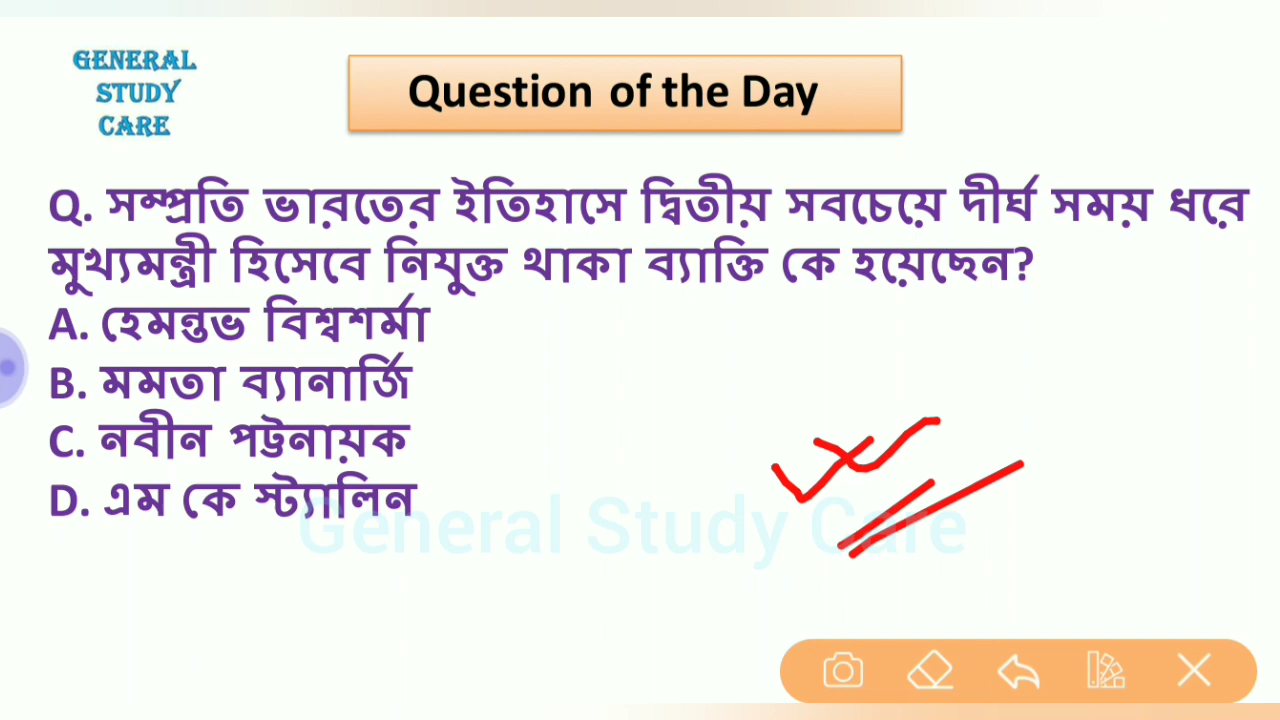 GENERAL
STUDY
CARE
Question of the Day
Q. সম্প্রতি ভারতের ইতিহাসে দ্বিতীয় সবচেয়ে দীর্ঘ সময় ধরে
মুখ্যমন্ত্রী হিসেবে নিযুক্ত থাকা ব্যাক্তি কে হয়েছেন?
A. হেমন্তভ বিশ্বশর্মা
B. মমতা ব্যানার্জি
C. নবীন পট্টনায়ক
D. এম কে স্ট্যালিন
General Study Care